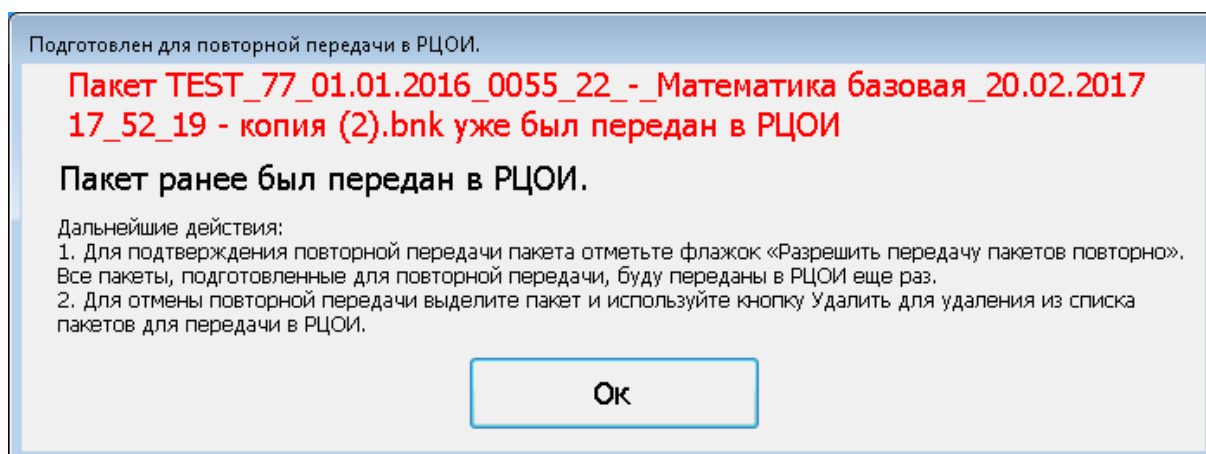 Подготовлен для повторной передачи в РЦОИ.
Пакет TEST_77_01.01.2016_0055_22_-_Математика базовая_20.02.2017
17_52_19 - копия (2).bnk уже был передан в РЦОИ
Пакет ранее был передан в РЦОИ.
Дальнейшие действия:
1. Для подтверждения повторной передачи пакета отметьте флажок «Разрешить передачу пакетов повторно».
Все пакеты, подготовленные для повторной передачи, буду переданы в РЦОИ еще раз.
2. Для отмены повторной передачи выделите пакет и используйте кнопку Удалить для удаления из списка
пакетов для передачи в РЦОИ.
Ок